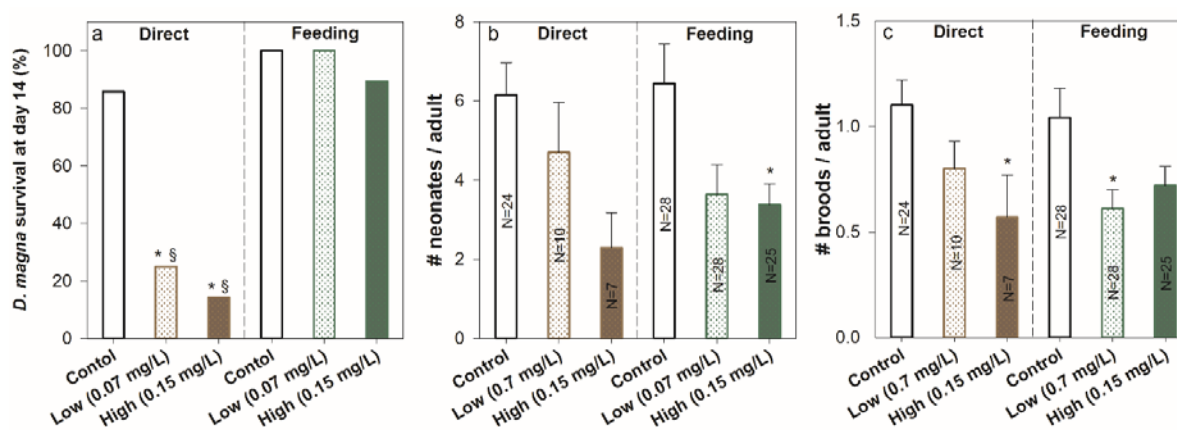 D. magna survival at day 14 (%)
a
Direct
Feeding
100
80
60
40
20
0
* §
* §
Contol
Low (0.07 mg/L)
High (0.15 mg/L)
Contol
Low (0.07 mg/L)
High (0.15 mg/L)
# neonates / adult
b
Direct
Feeding
8
6
4
2
0
N=24
N=10
N=7
N=28
N=28
*
N=25
Control
Low (0.7 mg/L)
High (0.15 mg/L)
Control
Low (0.07 mg/L)
High (0.15 mg/L)
# broods / adult
c
Direct
Feeding
1.5
1.0
0.5
0.0
N=24
N=10
*
N=7
N=28
*
N=28
N=25
Control
Low (0.7 mg/L)
High (0.15 mg/L)
Control
Low (0.07 mg/L)
High (0.15 mg/L)